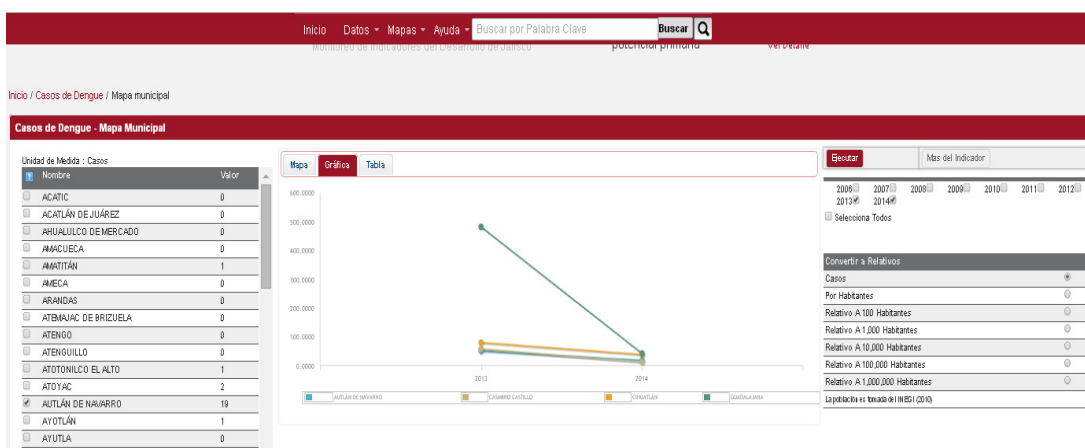 Inicio Datos Mapas Ayuda Buscar por Palabra Clave Buscar
Monitoreo de Indicadores del Desarrollo de Jalisco potencial primaria Ver Detalle
Inicio / Casos de Dengue / Mapa municipal
Casos de Dengue - Mapa Municipal
Unidad de Medida : Casos
Nombre Valor
ACATIC 0
ACATLÁN DE JUÁREZ 0
AHUALULCO DE MERCADO 0
AMACUECA 0
AMATITÁN 1
AMECA 0
ARANDAS 0
ATEMAJAC DE BRIZUELA 0
ATENGO 0
ATENGUILLO 0
ATOTONILCO EL ALTO 1
ATOYAC 2
AUTLÁN DE NAVARRO 19
AYOTLÁN 1
AYUTLA 0
Mapa Gráfica Tabla
600.0000
500.0000
400.0000
300.0000
200.0000
100.0000
0.0000
2013 2014
AUTLÁN DE NAVARRO CASIMIRO CASTILLO CIHUATLÁN GUADALAJARA
Ejecutar Mas del Indicador
2006 2007 2008 2009 2010 2011 2012
2013 2014
Selecciona Todos
Convertir a Relativos
Casos
Por Habitantes
Relativo A 100 Habitantes
Relativo A 1,000 Habitantes
Relativo A 10,000 Habitantes
Relativo A 100,000 Habitantes
Relativo A 1,000,000 Habitantes
La población es tomada del INEGI (2010)